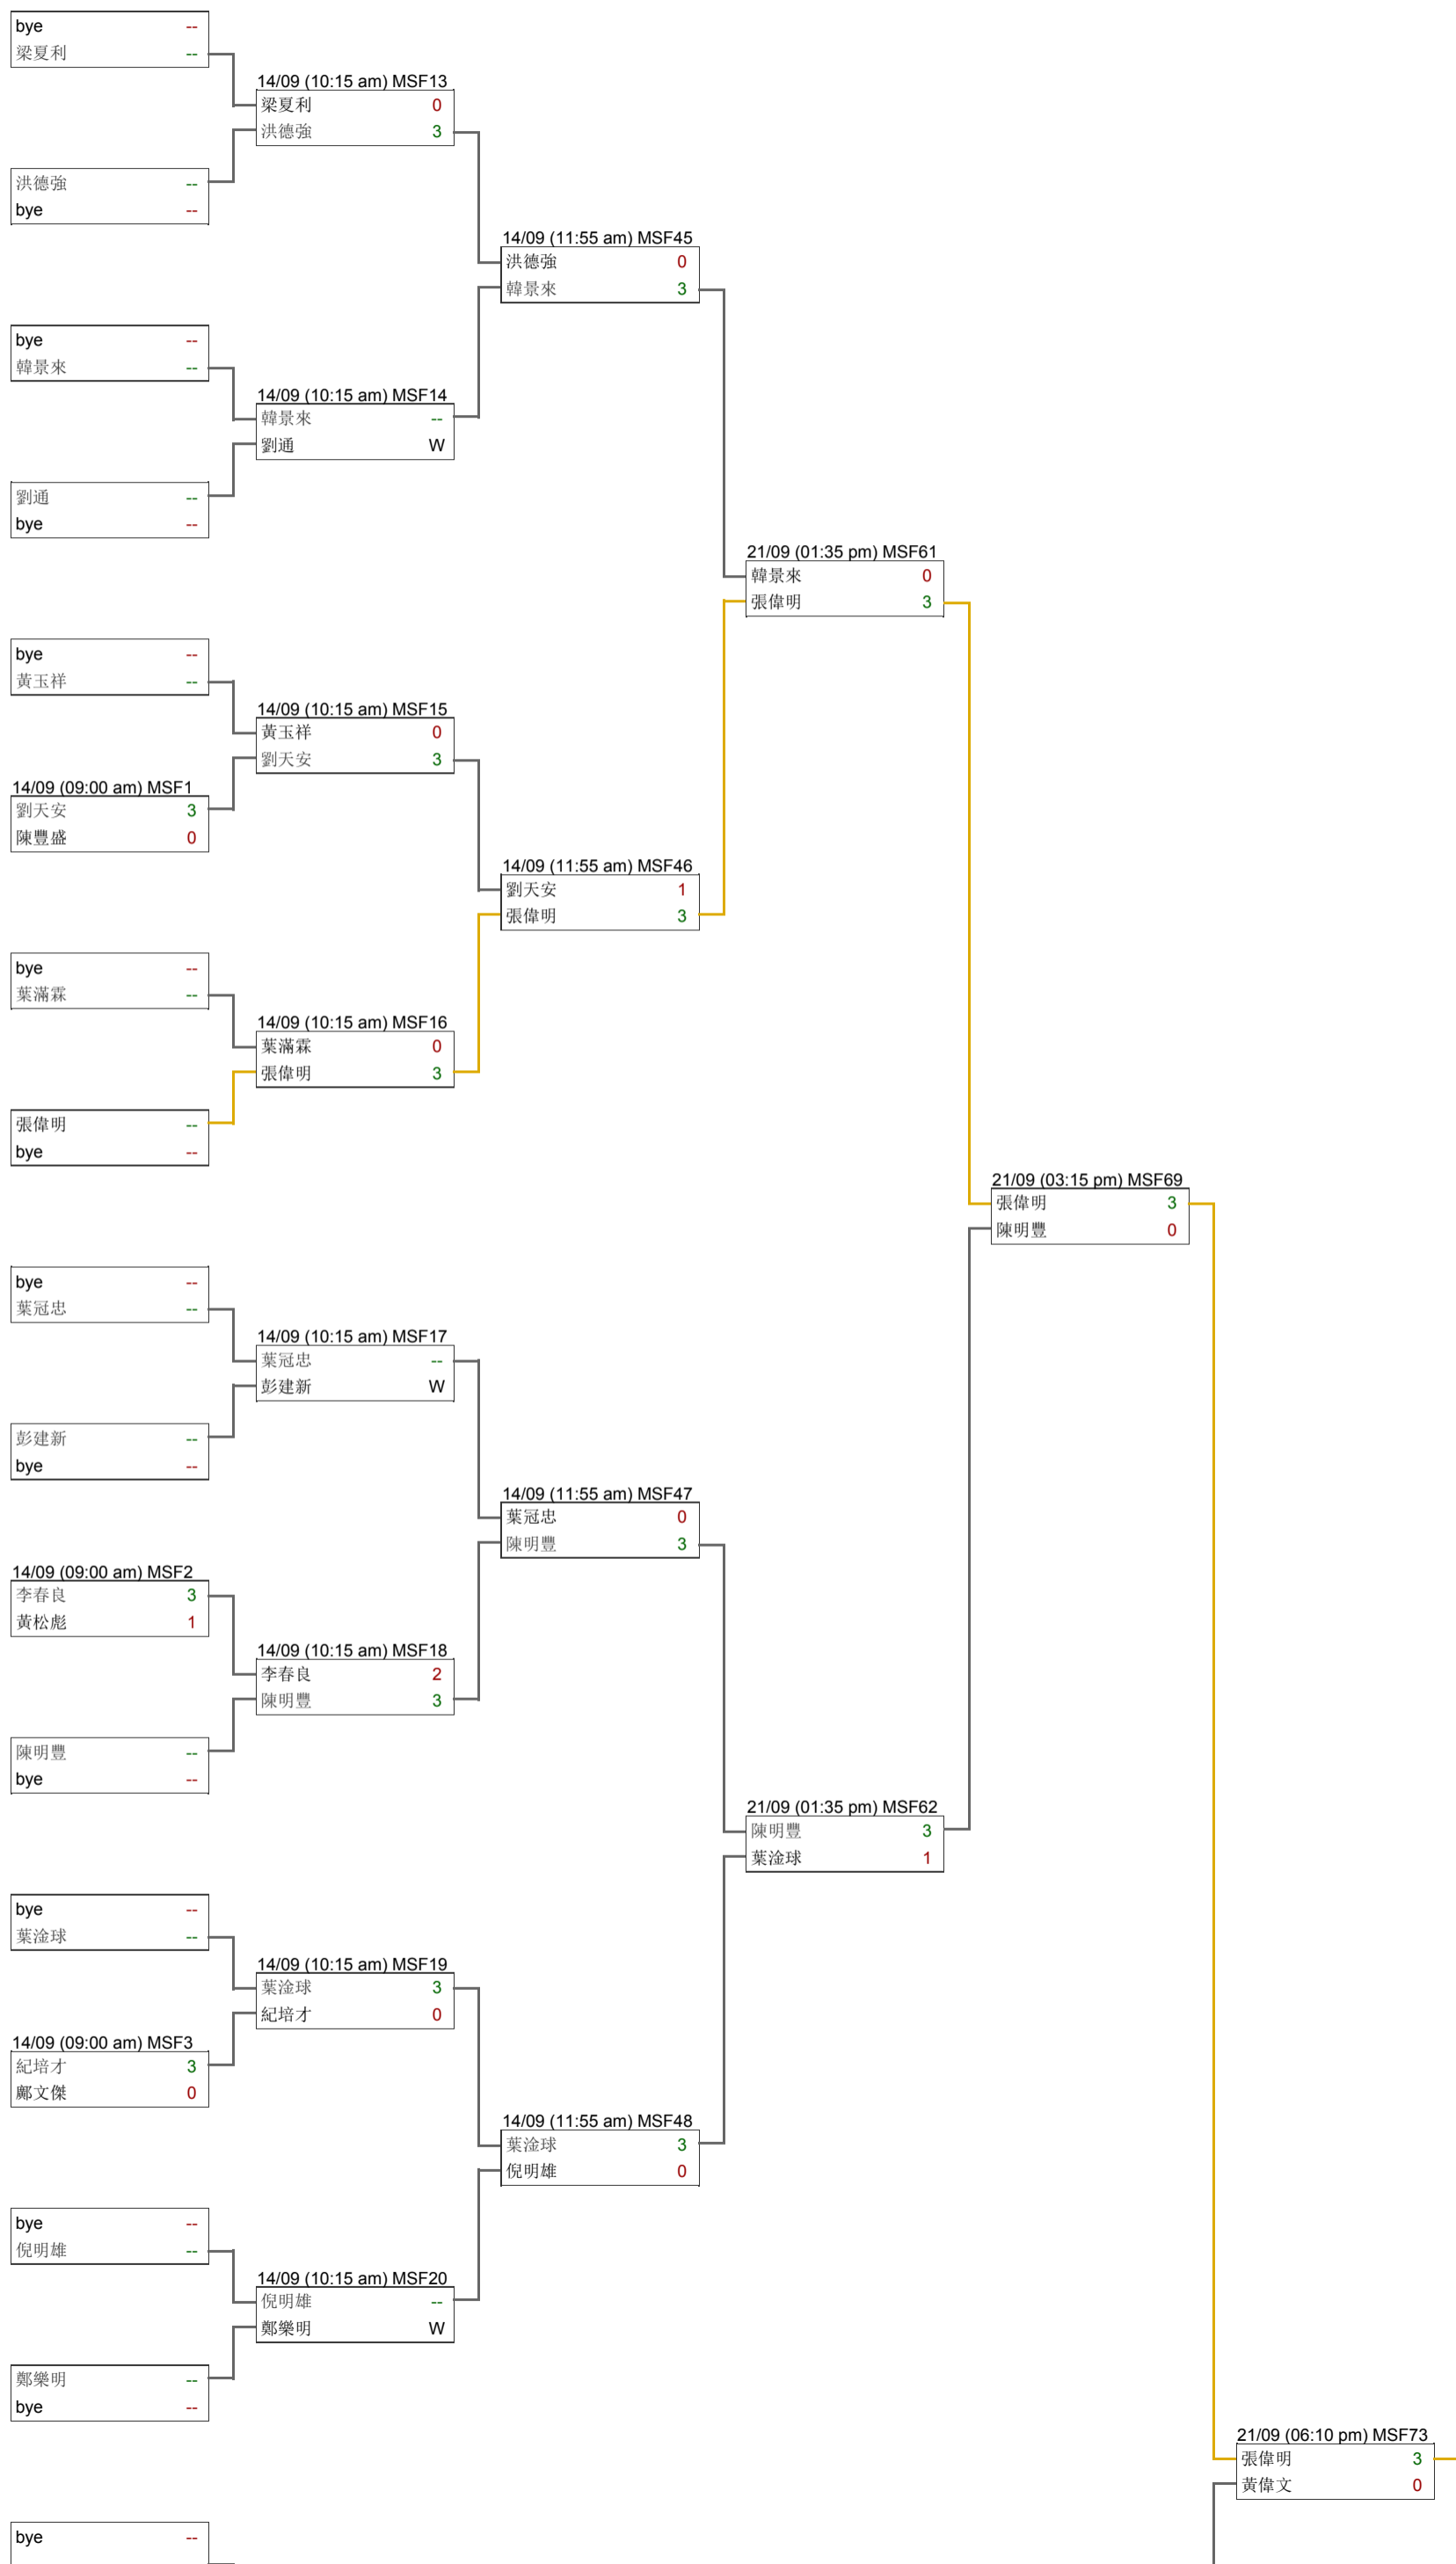 bye --
梁夏利 --
14/09 (10:15 am) MSF13
梁夏利 0
洪德強 3
洪德強 --
bye --
14/09 (11:55 am) MSF45
洪德強 0
韓景來 3
bye --
韓景來 --
14/09 (10:15 am) MSF14
韓景來 --
劉通 W
劉通 --
bye --
21/09 (01:35 pm) MSF61
韓景來 0
張偉明 3
bye --
黃玉祥 --
14/09 (10:15 am) MSF15
黃玉祥 0
劉天安 3
14/09 (09:00 am) MSF1
劉天安 3
陳豐盛 0
14/09 (11:55 am) MSF46
劉天安 1
張偉明 3
bye --
葉滿霖 --
14/09 (10:15 am) MSF16
葉滿霖 0
張偉明 3
張偉明 --
bye --
21/09 (03:15 pm) MSF69
張偉明 3
陳明豐 0
bye --
葉冠忠 --
14/09 (10:15 am) MSF17
葉冠忠 --
彭建新 W
彭建新 --
bye --
14/09 (11:55 am) MSF47
葉冠忠 0
陳明豐 3
14/09 (09:00 am) MSF2
李春良 3
黃松彪 1
14/09 (10:15 am) MSF18
李春良 2
陳明豐 3
陳明豐 --
bye --
21/09 (01:35 pm) MSF62
陳明豐 3
葉淦球 1
bye --
葉淦球 --
14/09 (10:15 am) MSF19
葉淦球 3
紀培才 0
14/09 (09:00 am) MSF3
紀培才 3
鄺文傑 0
14/09 (11:55 am) MSF48
葉淦球 3
倪明雄 0
bye --
倪明雄 --
14/09 (10:15 am) MSF20
倪明雄 --
鄭樂明 W
鄭樂明 --
bye --
21/09 (06:10 pm) MSF73
張偉明 3
黃偉文 0
bye --